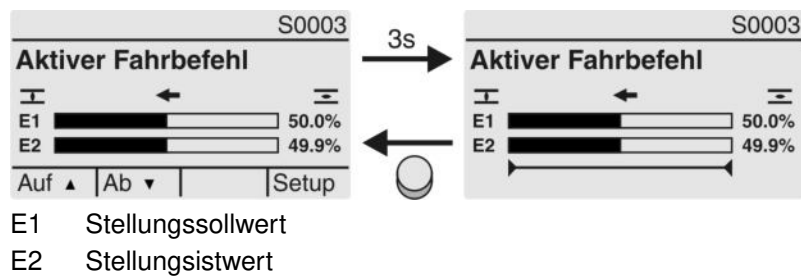 S0003
Aktiver Fahrbefehl
E1 50.0%
E2 49.9%
Auf ▲ Ab ▼ Setup
3s
S0003
Aktiver Fahrbefehl
E1 50.0%
E2 49.9%
E1 Stellungssollwert
E2 Stellungsistwert